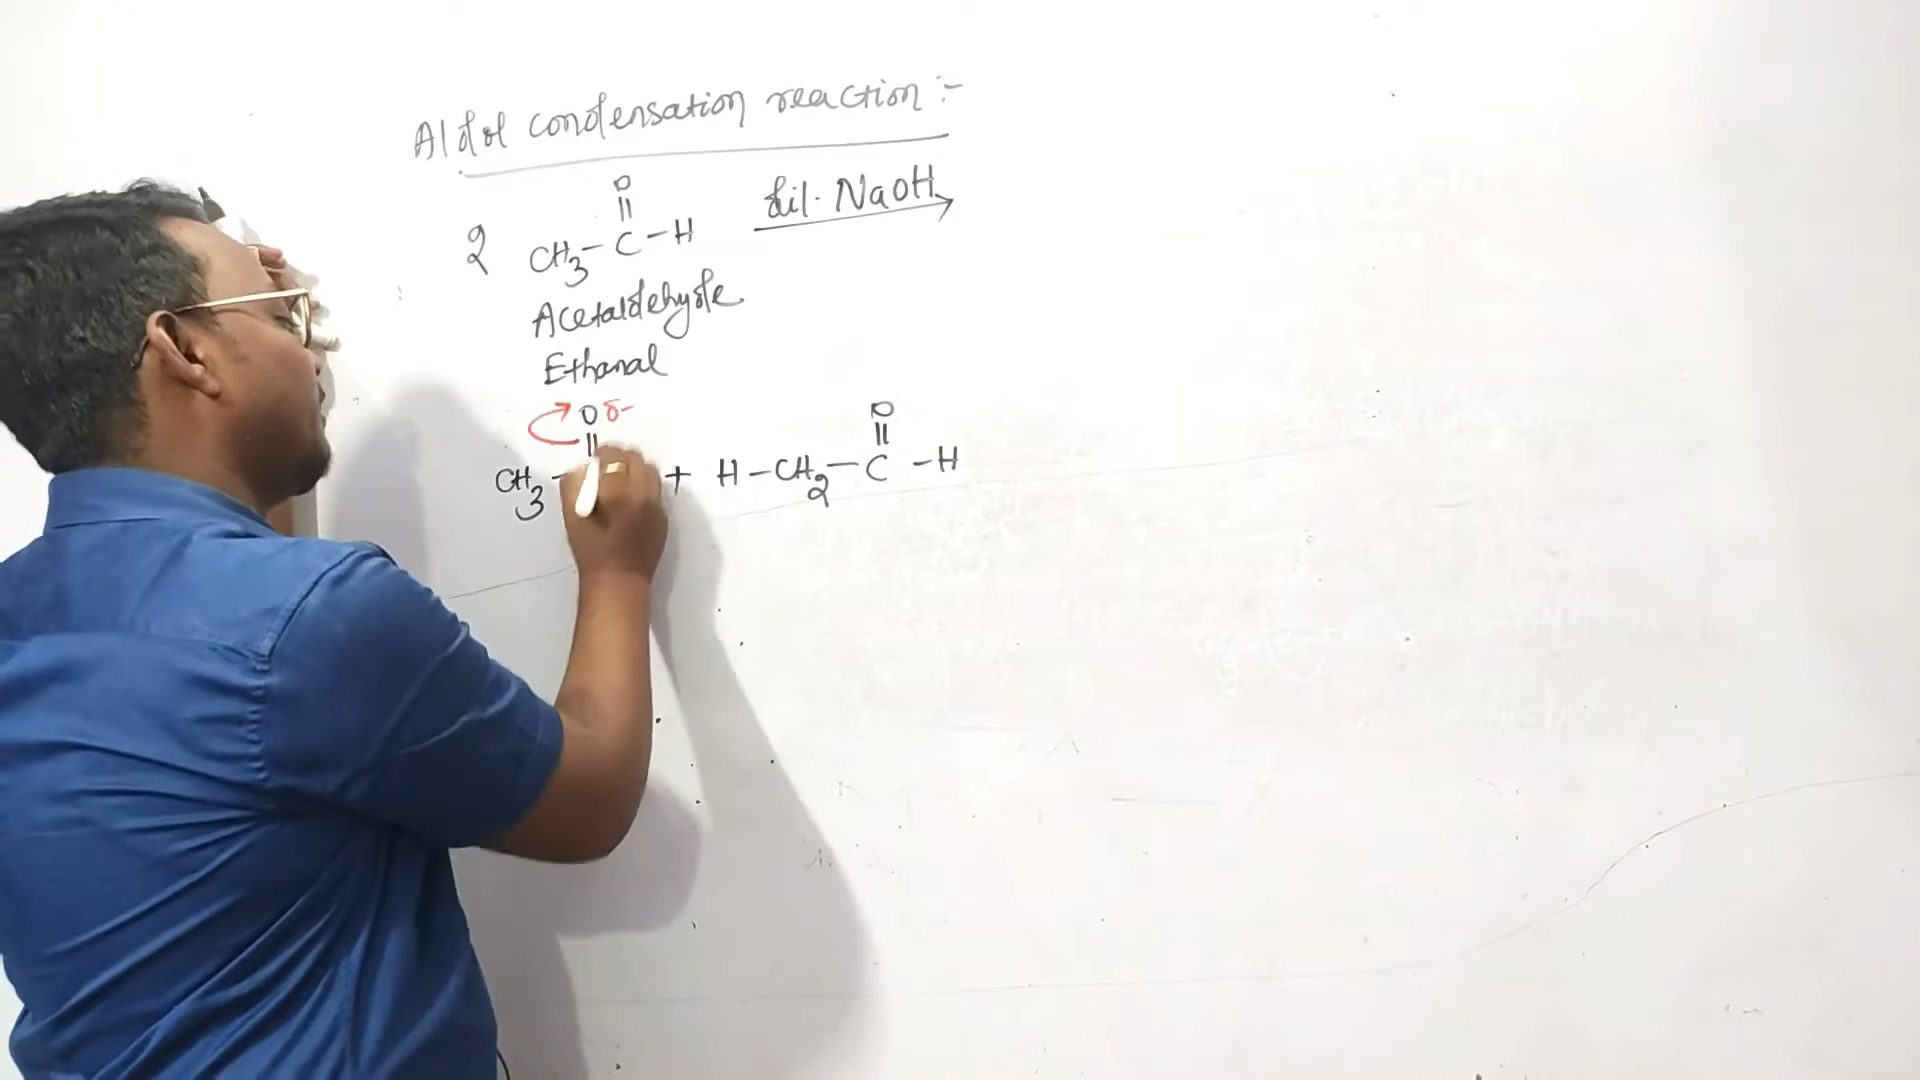 Aldol condensation reaction :-
O
||
2 CH3 - C - H dil. NaOH →
Acetaldehyde
Ethanal
O δ- O
|| ||
CH3 - + H - CH2 - C - H